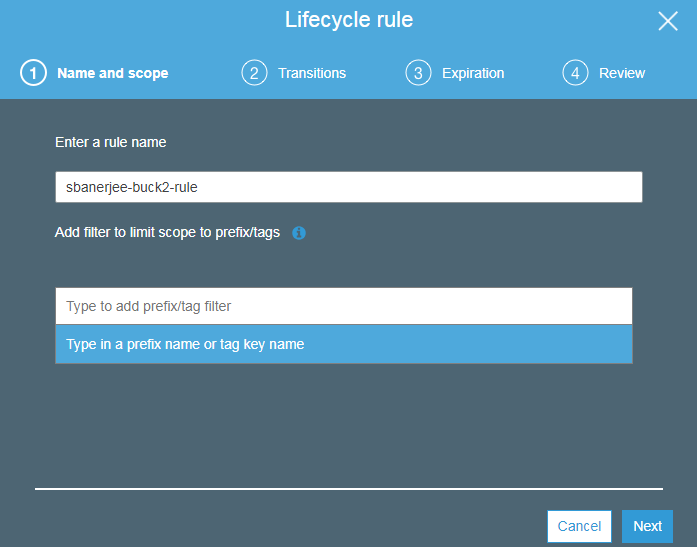 Lifecycle rule
1 Name and scope 2 Transitions 3 Expiration 4 Review
Enter a rule name
sbanerjee-buck2-rule
Add filter to limit scope to prefix/tags i
Type to add prefix/tag filter
Type in a prefix name or tag key name
Cancel Next